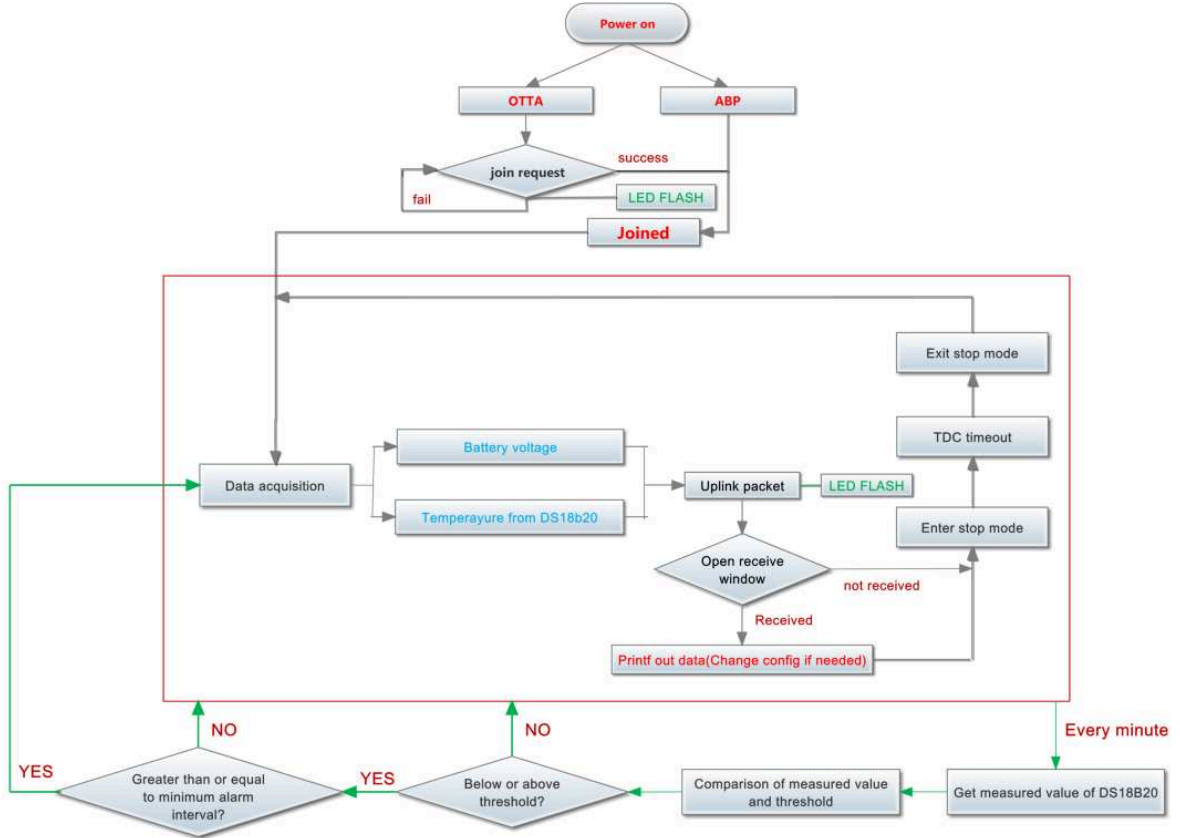 Power on
OTTA
ABP
join request
success
fail
LED FLASH
Joined
Exit stop mode
TDC timeout
Enter stop mode
Battery voltage
Data acquisition
Temperayure from DS18b20
Uplink packet
LED FLASH
Open receive
window
not received
Received
Printf out data(Change config if needed)
NO
NO
Every minute
YES
YES
Greater than or equal
to minimum alarm
interval?
Below or above
threshold?
Comparison of measured value
and threshold
Get measured value of DS18B20